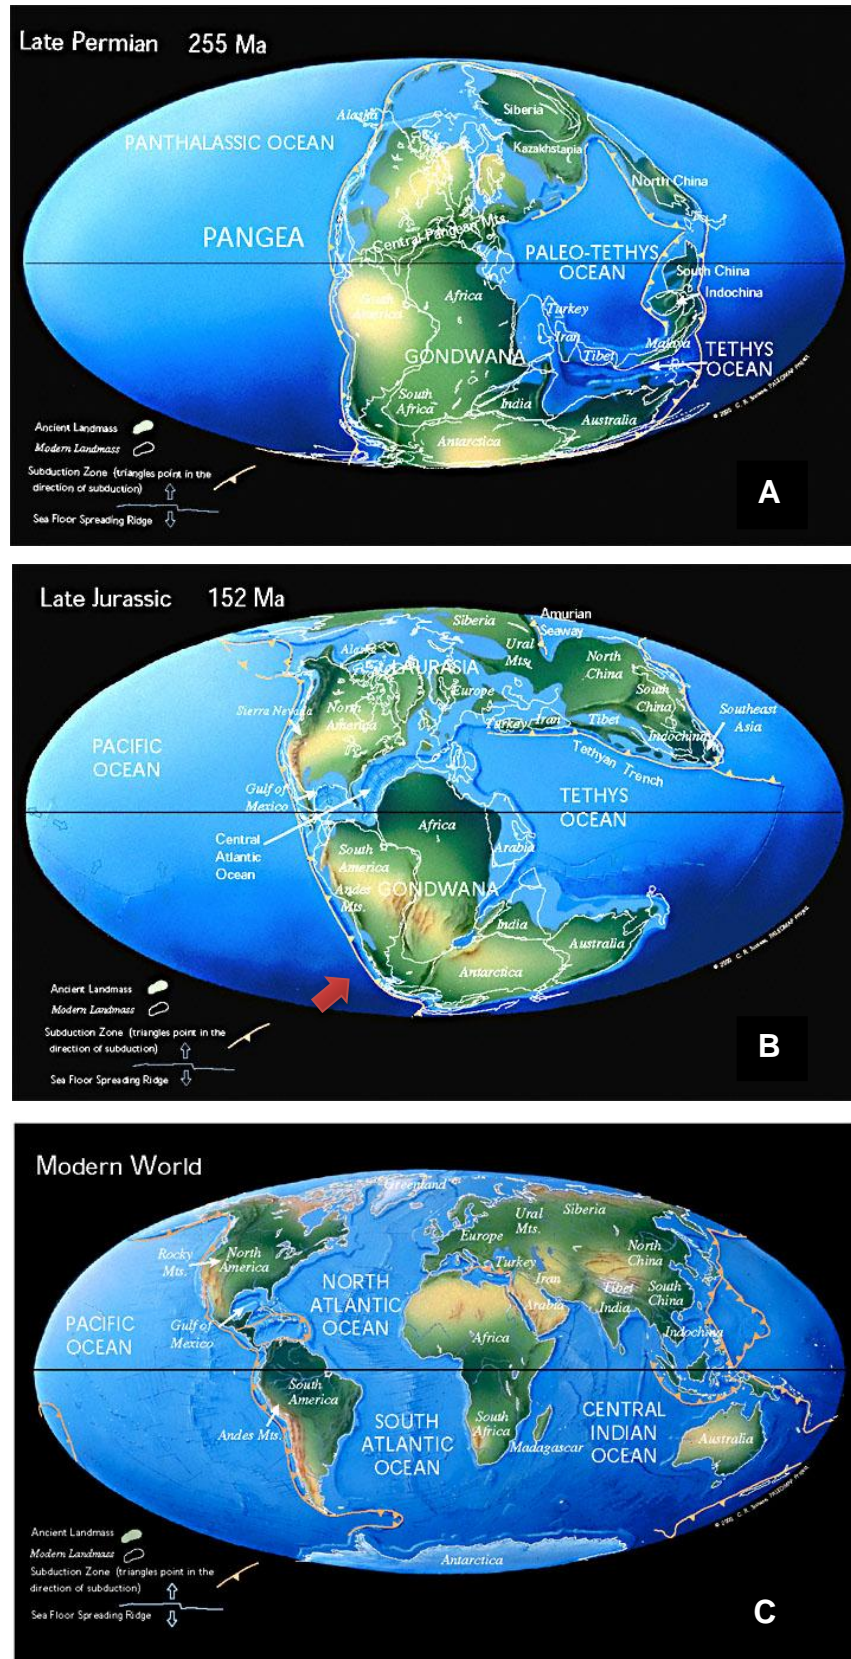 Late Permian 255 Ma
Alaska
Siberia
PANTHALASSIC OCEAN
Kazakhstania
North China
PANGEA
Central Pangean Mts.
PALEO-TETHYS
OCEAN
South China
Indochina
Africa
South
America
Turkey
Iran
Tibet
Malaya
GONDWANA
TETHYS
OCEAN
South
Africa
India
Australia
Antarctica
Ancient Landmass
Modern Landmass
Subduction Zone (triangles point in the
direction of subduction)
Sea Floor Spreading Ridge
A
Late Jurassic 152 Ma
Amurian
Seaway
Siberia
Alaska
LAURASIA
Ural
Mts.
North
China
Europe
South
China
Sierra Nevada
North
America
Turkey
Iran
Tibet
Indochina
Southeast
Asia
PACIFIC
OCEAN
Tethyan Trench
Gulf of
Mexico
TETHYS
OCEAN
Central
Atlantic
Ocean
Africa
Arabia
South
America
Andes
Mts.
GONDWANA
India
Australia
Antarctica
Ancient Landmass
Modern Landmass
Subduction Zone (triangles point in the
direction of subduction)
Sea Floor Spreading Ridge
B
Modern World
Greenland
Ural
Mts.
Siberia
Europe
Rocky
Mts.
North
America
North
China
Turkey
Iran
Tibet
South
China
NORTH
ATLANTIC
OCEAN
Arabia
India
PACIFIC
OCEAN
Gulf of
Mexico
Indochina
Africa
South
America
CENTRAL
INDIAN
OCEAN
SOUTH
ATLANTIC
OCEAN
South
Africa
Madagascar
Andes Mts.
Australia
Antarctica
Ancient Landmass
Modern Landmass
Subduction Zone (triangles point in the
direction of subduction)
Sea Floor Spreading Ridge
C